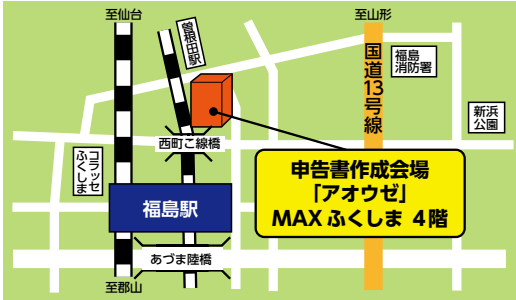 至仙台
至山形
曽根田駅
国道13号線
福島
消防署
新浜
公園
西町こ線橋
コラッセ
ふくしま
申告書作成会場
「アオウゼ」
MAXふくしま 4階
福島駅
あづま陸橋
至郡山